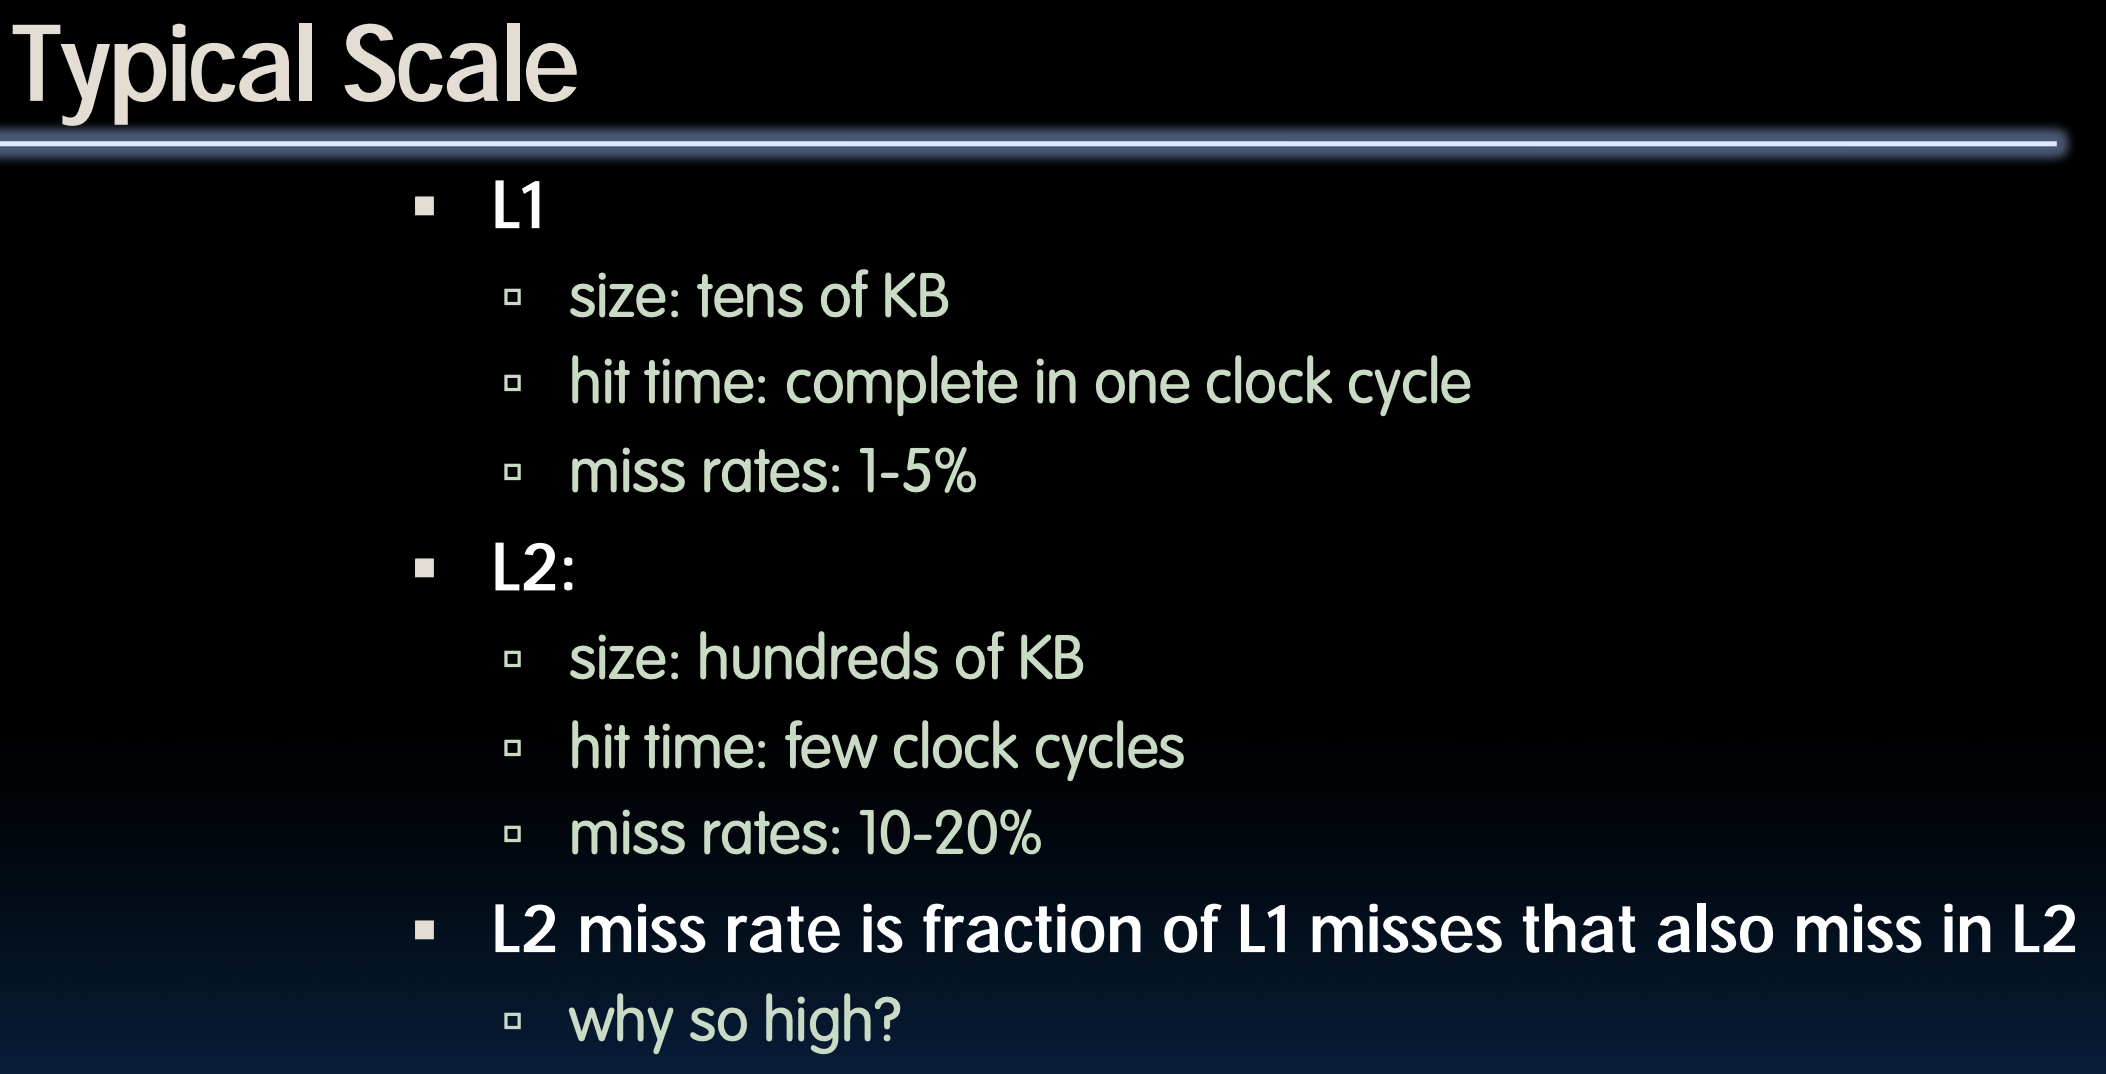 Typical Scale
L1
size: tens of KB
hit time: complete in one clock cycle
miss rates: 1-5%
L2:
size: hundreds of KB
hit time: few clock cycles
miss rates: 10-20%
L2 miss rate is fraction of L1 misses that also miss in L2
why so high?